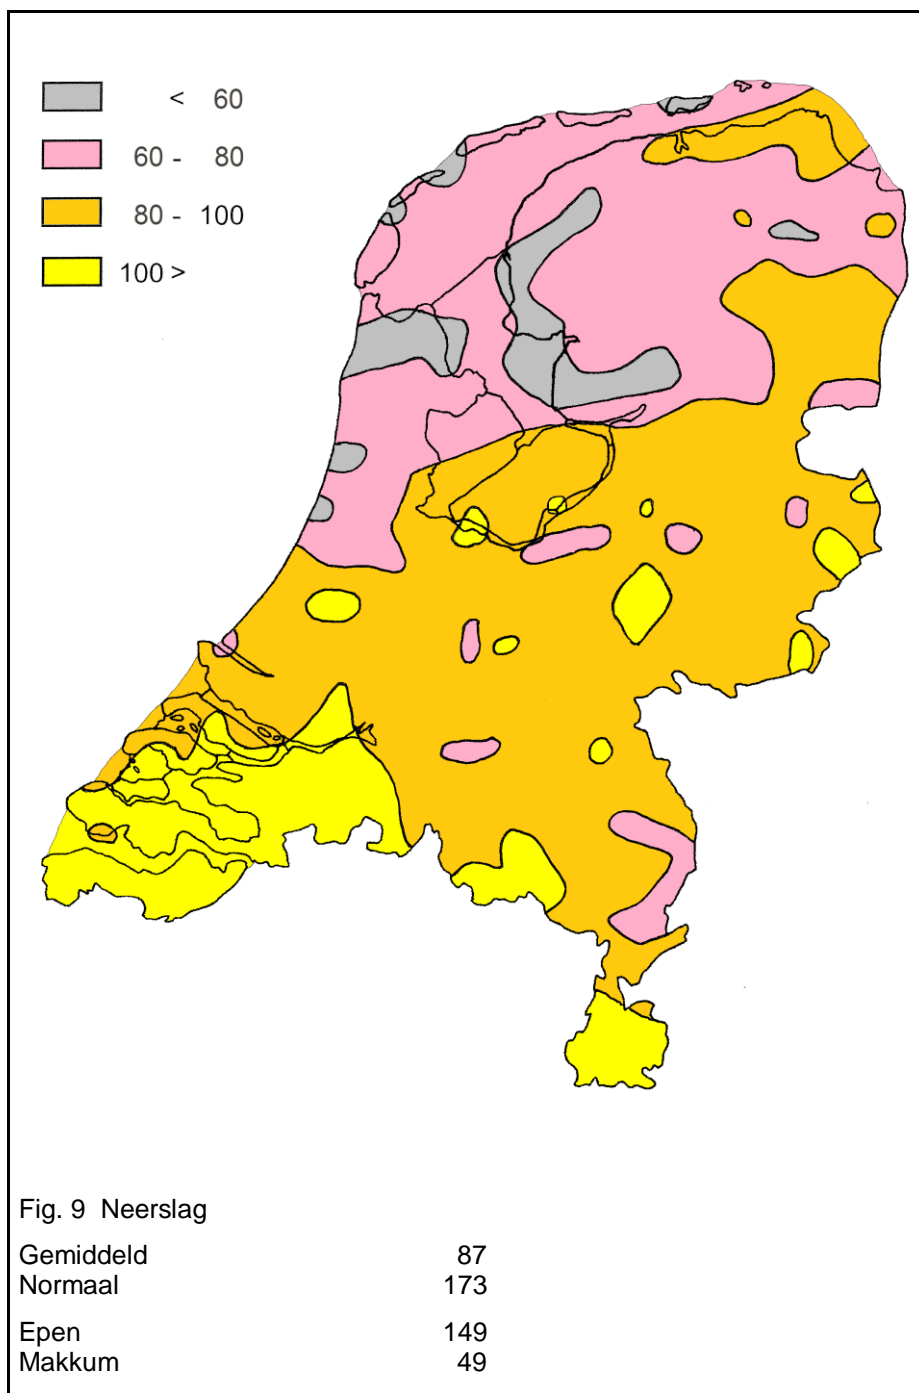 < 60
60 - 80
80 - 100
100 >
Fig. 9 Neerslag
Gemiddeld 87
Normaal 173
Epen 149
Makkum 49